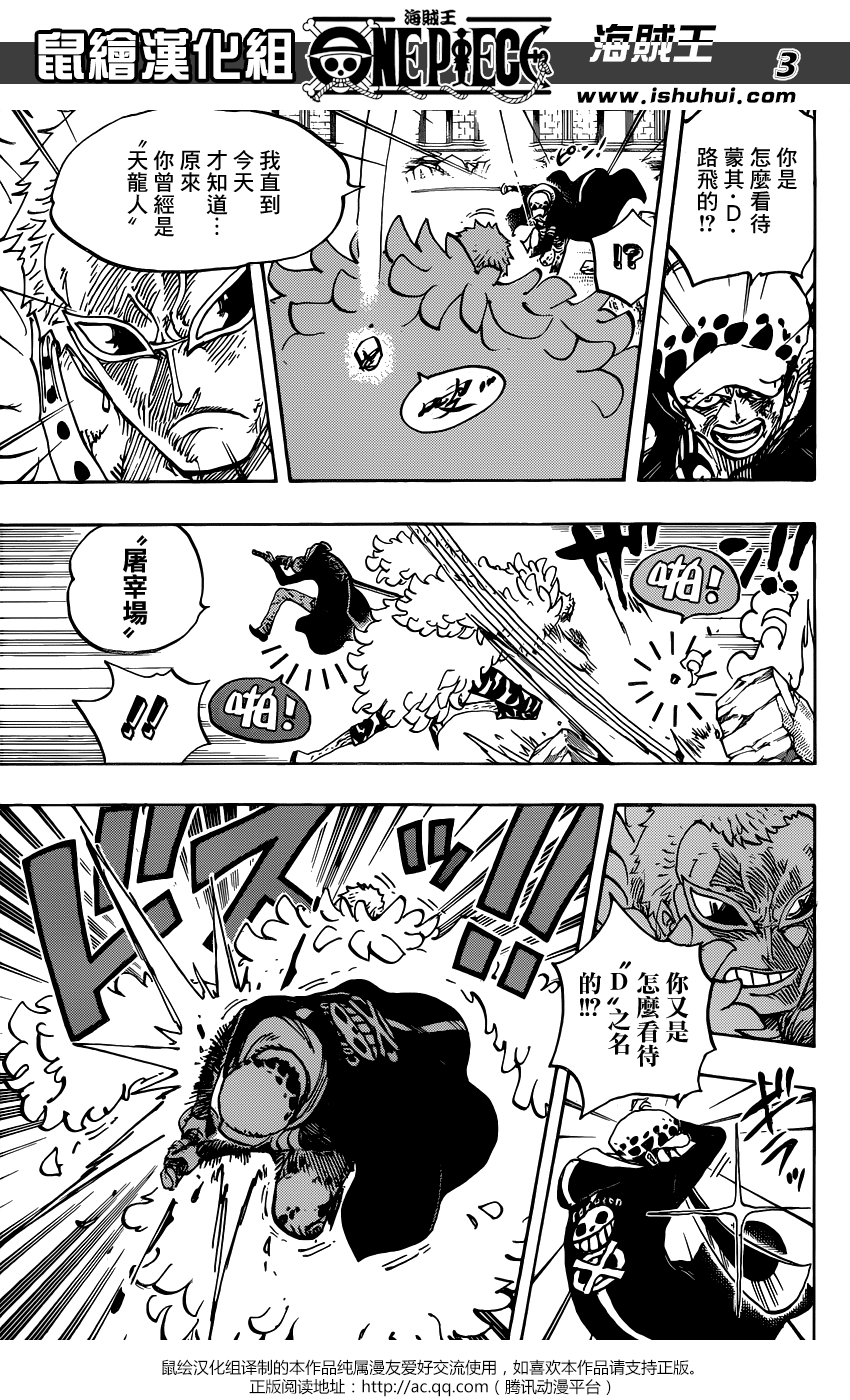 鼠繪漢化組
海賊王
ONE PIECE
海賊王
3
www.ishuhui.com
你是
怎麼看待
蒙其·D·
路飛的!?
ピン!
!?
我直到
今天
才知道…
原來
你曾經是
〝天龍人〞
啪!
〝屠宰場〞
啪!
!!
你又是
怎麼看待
〝D〞之名
的!!?
ドス!!
鼠绘汉化组译制的本作品纯属漫友爱好交流使用，如喜欢本作品请支持正版。
正版阅读地址：http://ac.qq.com（腾讯动漫平台）